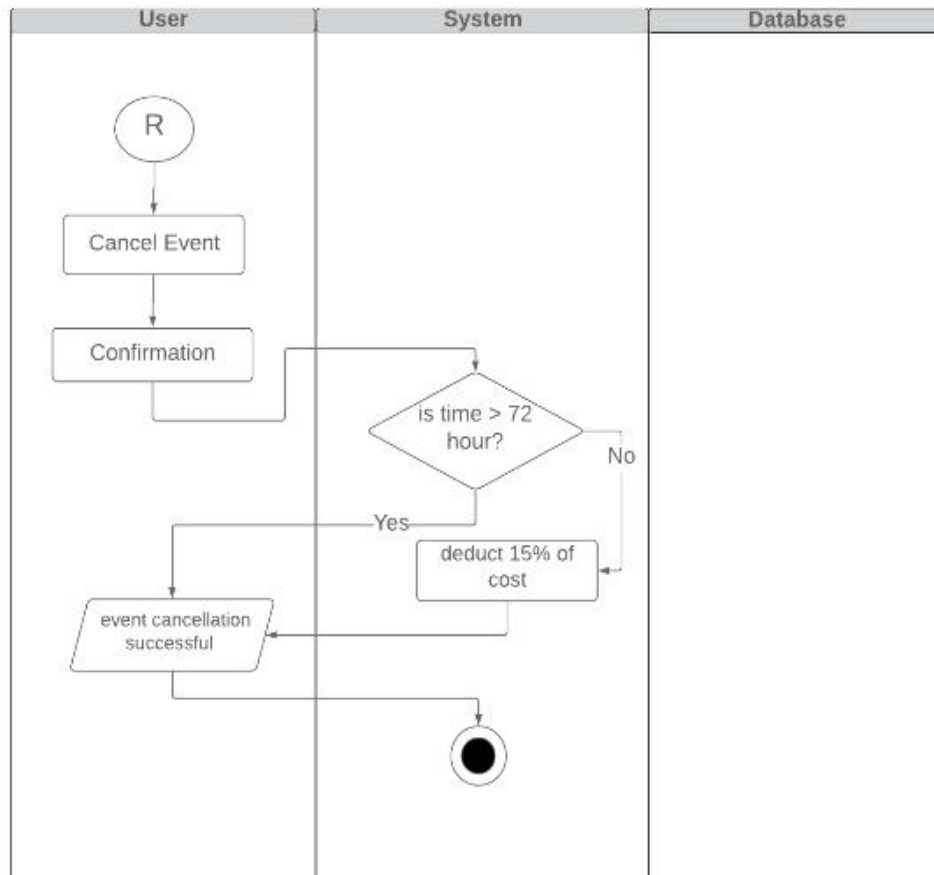 User
System
Database
R
Cancel Event
Confirmation
is time > 72
hour?
No
Yes
deduct 15% of
cost
event cancellation
successful